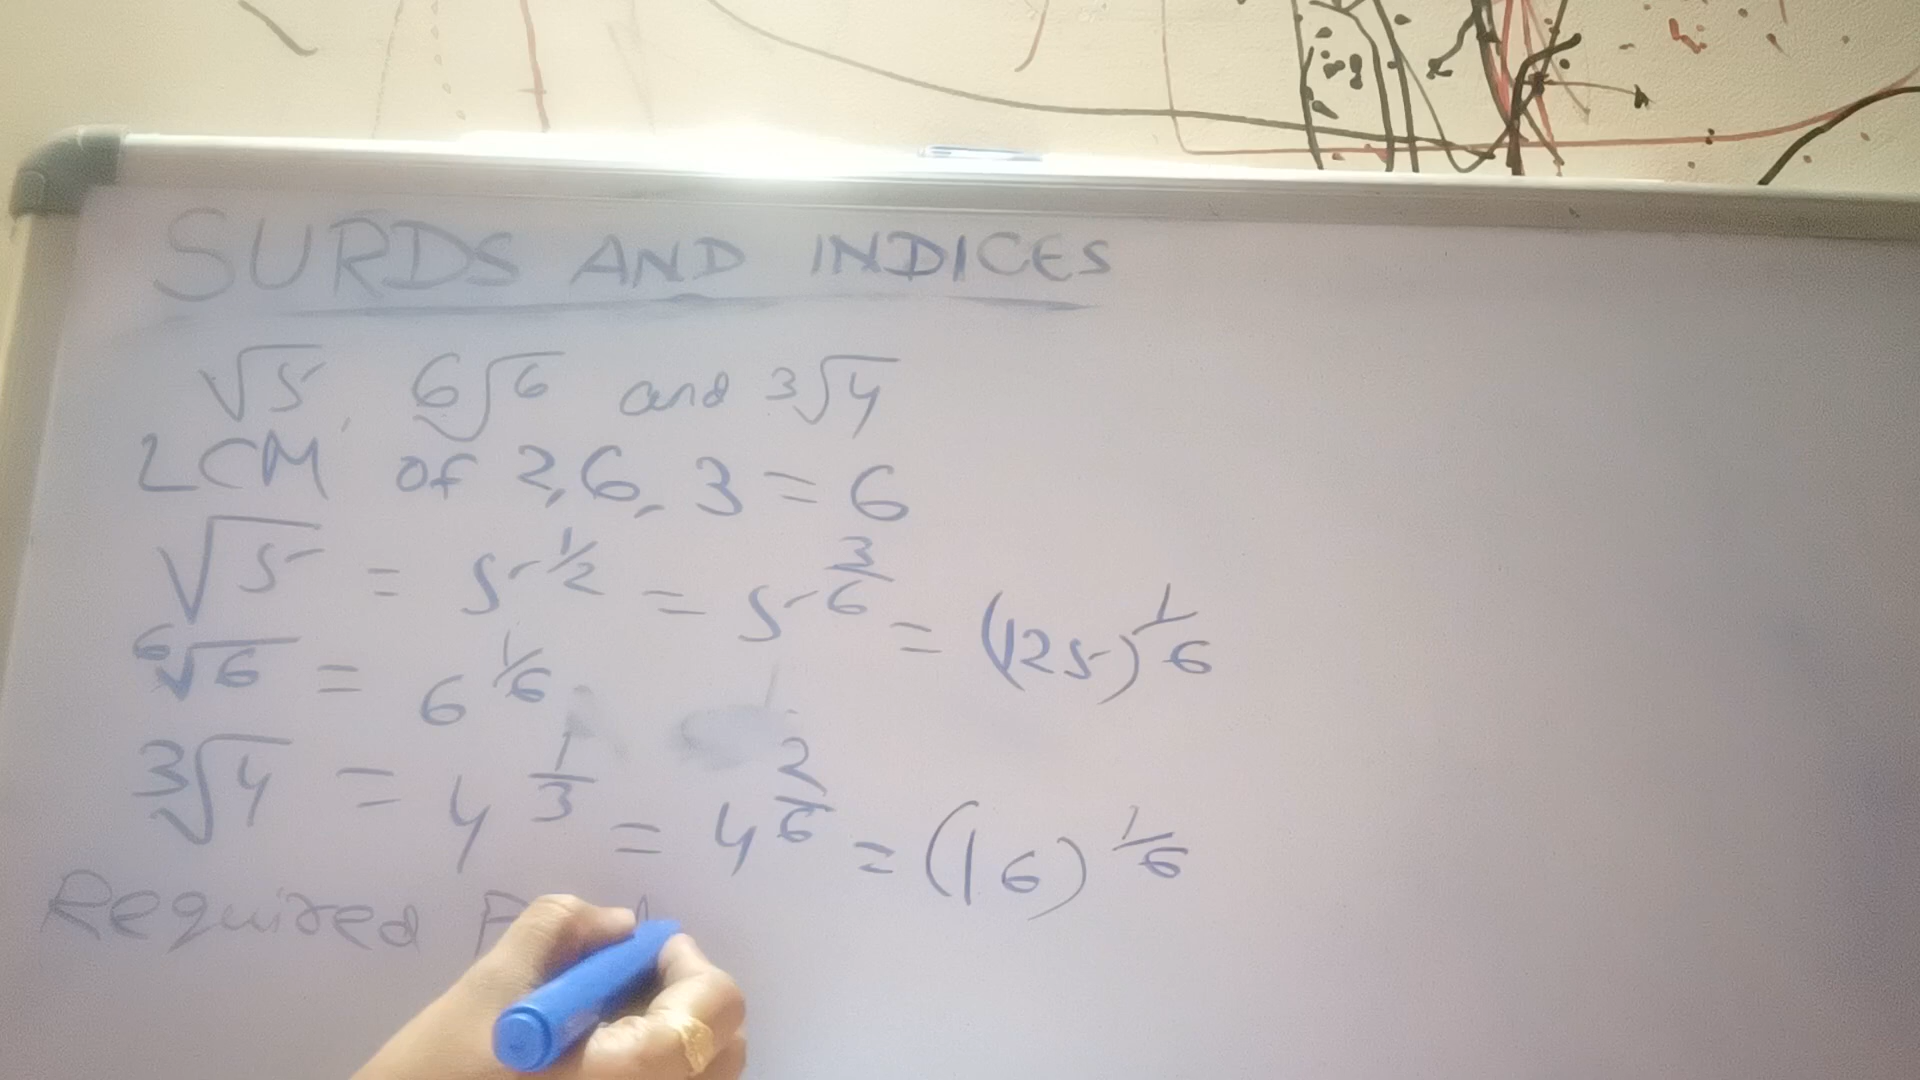 SURDS AND INDICES
√5, 6√6 and 3√4
LCM of 2,6,3 = 6
√5 = 5^1/2 = 5^3/6 = (125)^1/6
6√6 = 6^1/6
3√4 = 4^1/3 = 4^2/6 = (16)^1/6
Required